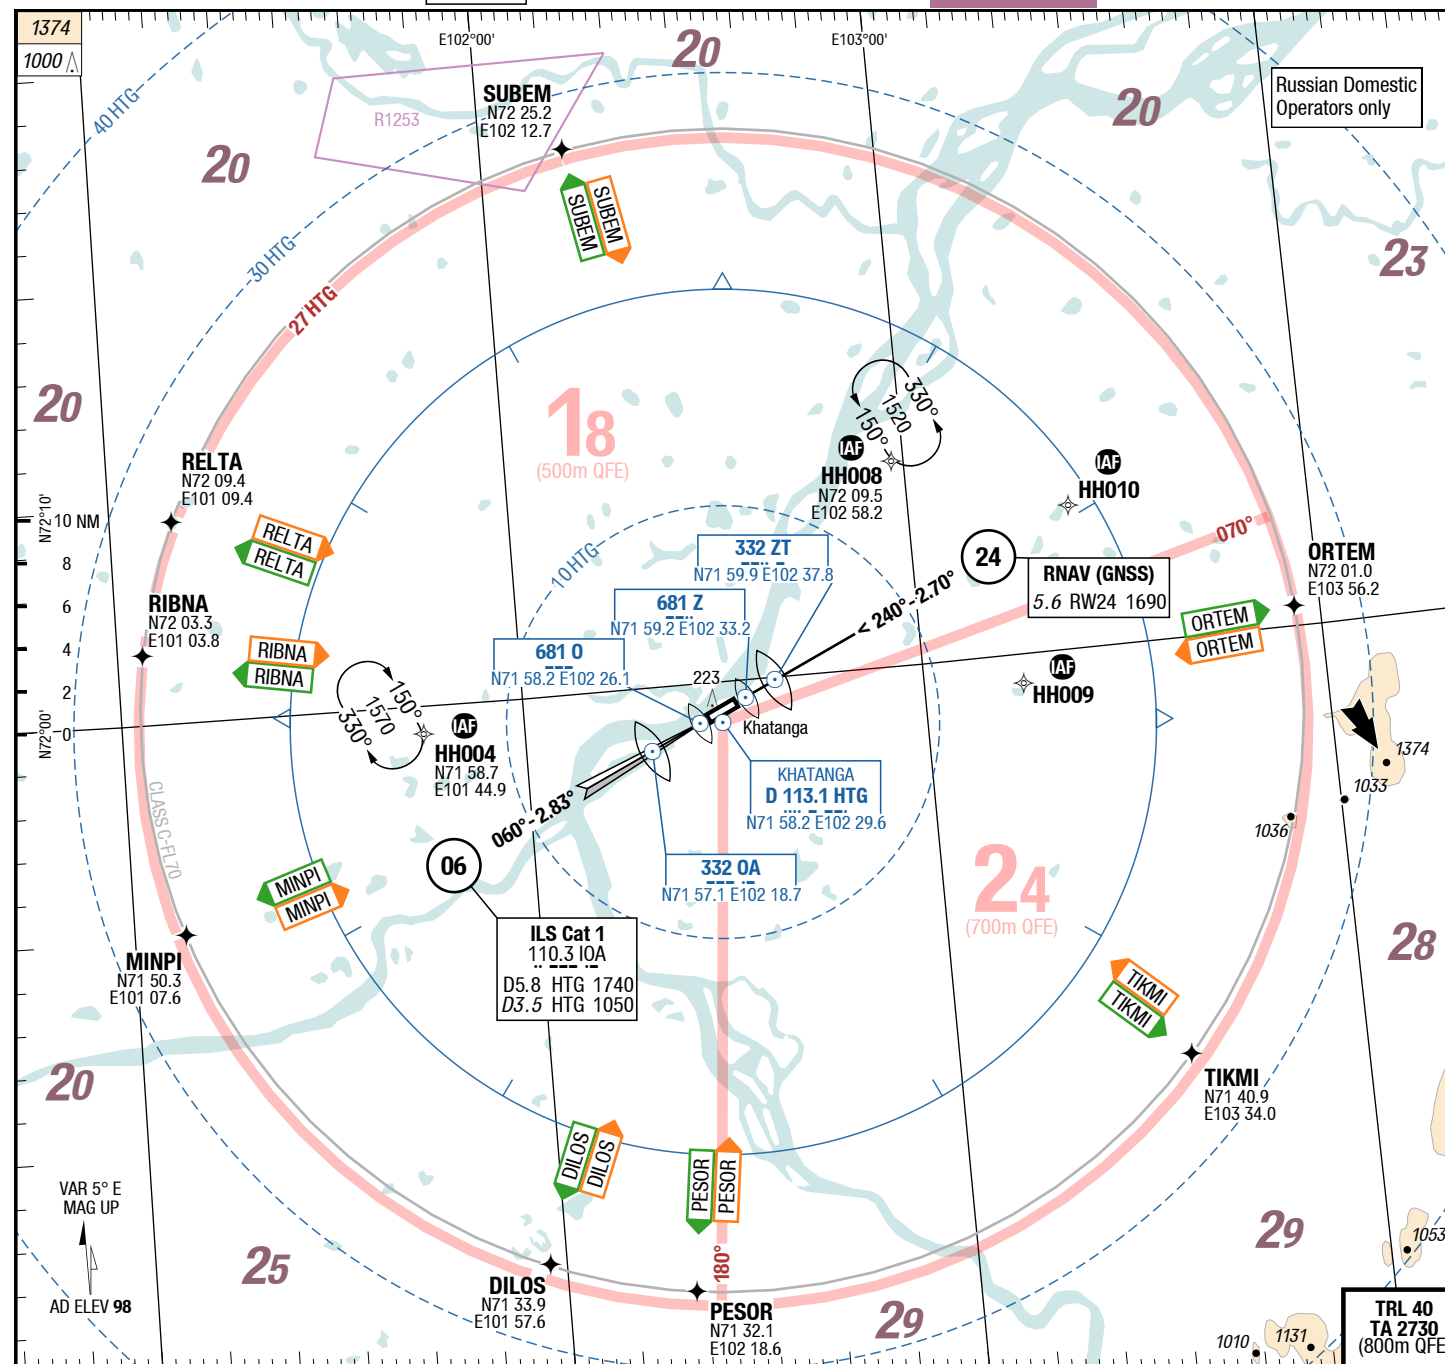 1374
1000
E102°00'
20
E103°00'
Russian Domestic
Operators only
40 HTG
SUBEM
N72 25.2
E102 12.7
R1253
20
20
SUBEM
SUBEM
23
30 HTG
27 HTG
20
18
(500m QFE)
330°
1520
150°
IAF
HH008
N72 09.5
E102 58.2
IAF
HH010
RELTA
N72 09.4
E101 09.4
N72°10'
10 NM
8
6
4
2
0
N72°00'
RELTA
RELTA
070°
ORTEM
N72 01.0
E103 56.2
10 HTG
332 ZT
N71 59.9 E102 37.8
24
RNAV (GNSS)
5.6 RW24 1690
< 240°-2.70°
RIBNA
N72 03.3
E101 03.8
RIBNA
RIBNA
681 Z
N71 59.2 E102 33.2
681 O
N71 58.2 E102 26.1
ORTEM
ORTEM
150°
1570
330°
IAF
HH004
N71 58.7
E101 44.9
223
Khatanga
IAF
HH009
1374
1033
1036
KHATANGA
D 113.1 HTG
N71 58.2 E102 29.6
CLASS C-FL70
060°-2.83°
06
332 OA
N71 57.1 E102 18.7
24
(700m QFE)
MINPI
MINPI
MINPI
N71 50.3
E101 07.6
ILS Cat 1
110.3 IOA
D5.8 HTG 1740
D3.5 HTG 1050
28
TIKMI
TIKMI
20
TIKMI
N71 40.9
E103 34.0
DILOS
DILOS
PESOR
PESOR
VAR 5° E
MAG UP
AD ELEV 98
25
180°
29
1053
DILOS
N71 33.9
E101 57.6
PESOR
N71 32.1
E102 18.6
29
1010
1131
TRL 40
TA 2730
(800m QFE